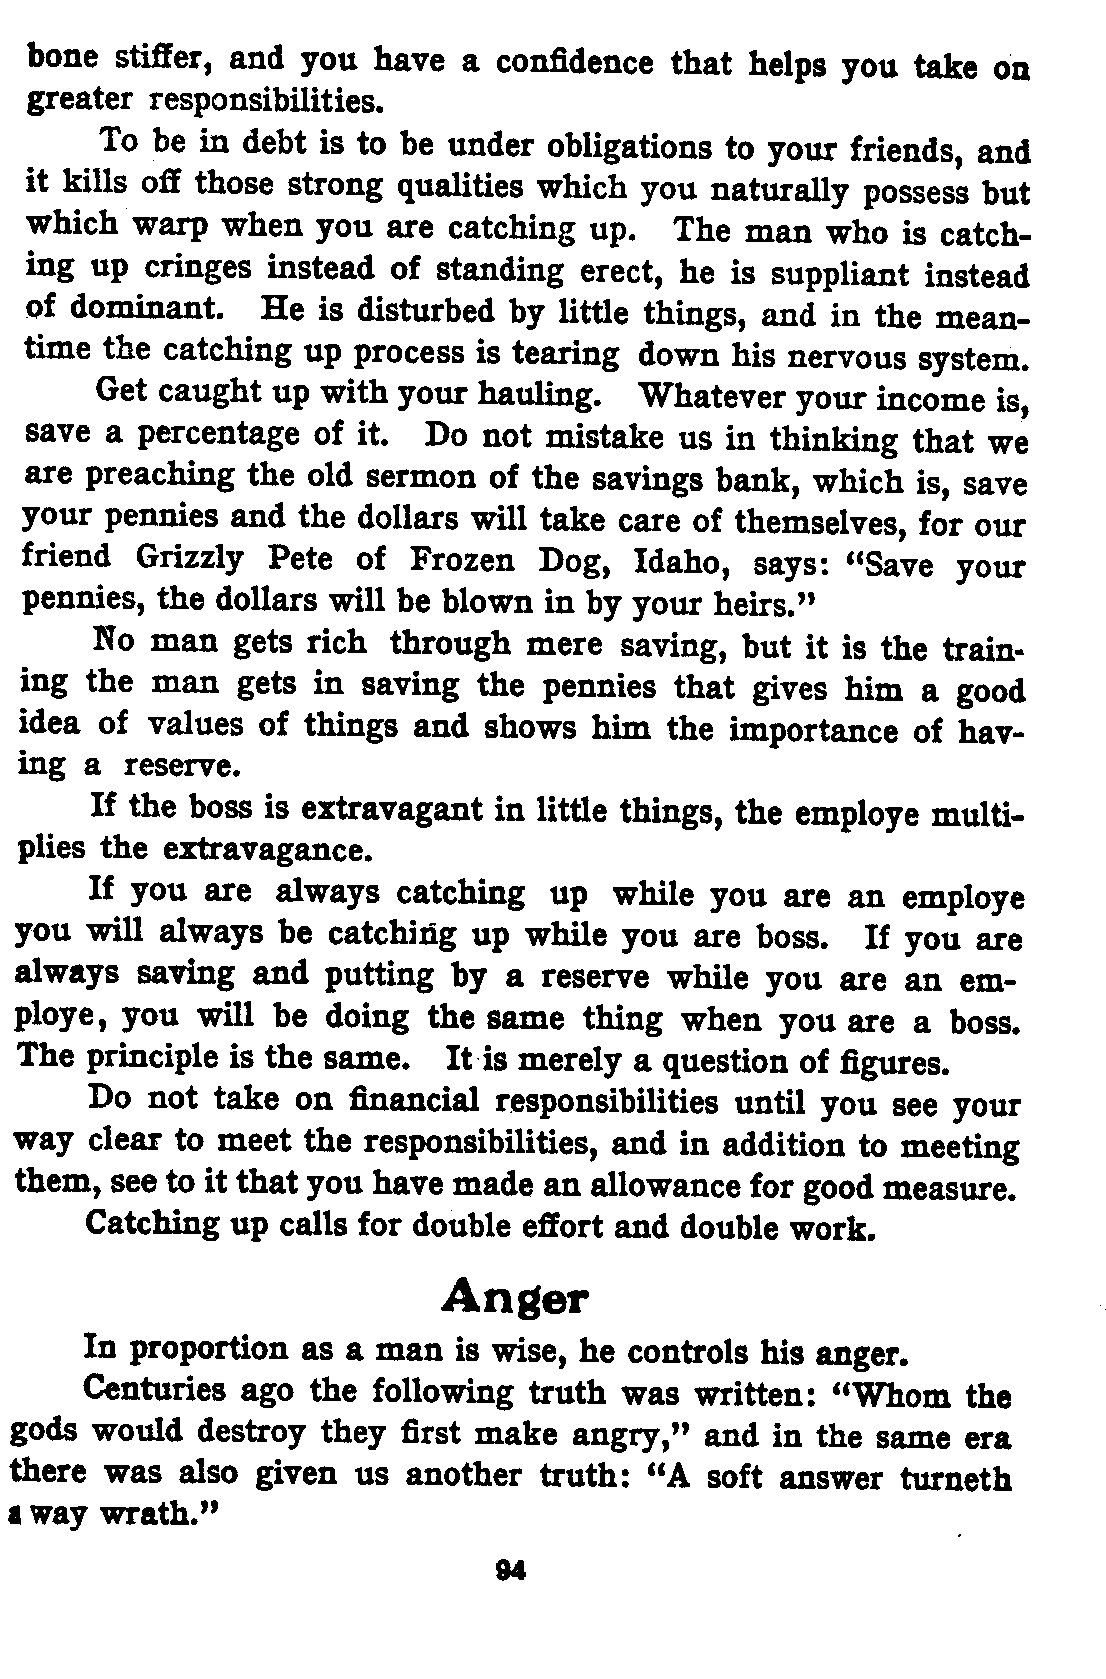 bone stiffer, and you have a confidence that helps you take on
greater responsibilities.
To be in debt is to be under obligations to your friends, and
it kills off those strong qualities which you naturally possess but
which warp when you are catching up. The man who is catch-
ing up cringes instead of standing erect, he is suppliant instead
of dominant. He is disturbed by little things, and in the mean-
time the catching up process is tearing down his nervous system.
Get caught up with your hauling. Whatever your income is,
save a percentage of it. Do not mistake us in thinking that we
are preaching the old sermon of the savings bank, which is, save
your pennies and the dollars will take care of themselves, for our
friend Grizzly Pete of Frozen Dog, Idaho, says: "Save your
pennies, the dollars will be blown in by your heirs."
No man gets rich through mere saving, but it is the train-
ing the man gets in saving the pennies that gives him a good
idea of values of things and shows him the importance of hav-
ing a reserve.
If the boss is extravagant in little things, the employe multi-
plies the extravagance.
If you are always catching up while you are an employe
you will always be catching up while you are boss. If you are
always saving and putting by a reserve while you are an em-
ploye, you will be doing the same thing when you are a boss.
The principle is the same. It is merely a question of figures.
Do not take on financial responsibilities until you see your
way clear to meet the responsibilities, and in addition to meeting
them, see to it that you have made an allowance for good measure.
Catching up calls for double effort and double work.
Anger
In proportion as a man is wise, he controls his anger.
Centuries ago the following truth was written: "Whom the
gods would destroy they first make angry," and in the same era
there was also given us another truth: "A soft answer turneth
away wrath."
94